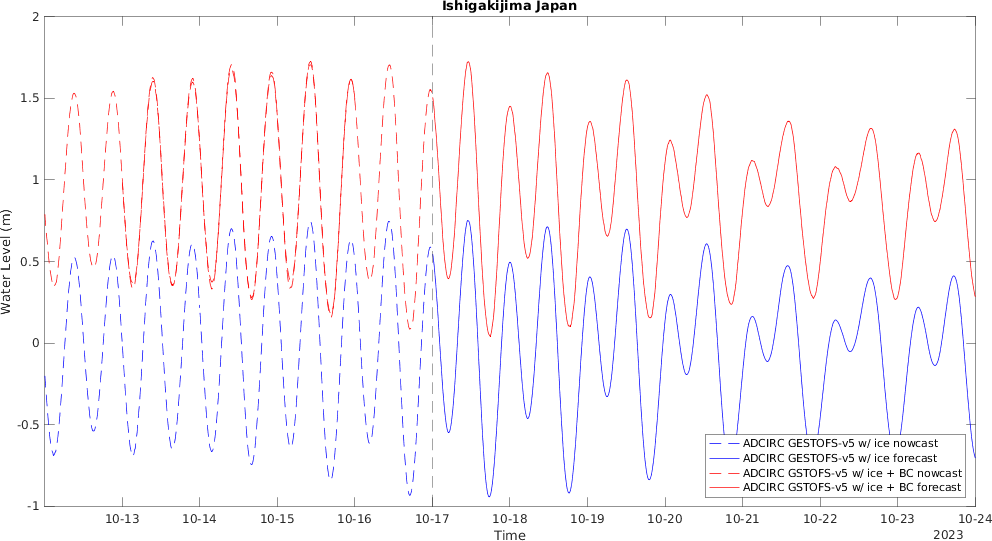 Ishigakijima Japan
2
1.5
1
0.5
0
-0.5
-1
Water Level (m)
10-13
10-14
10-15
10-16
10-17
10-18
10-19
10-20
10-21
10-22
10-23
10-24
Time
2023
ADCIRC GESTOFS-v5 w/ ice nowcast
ADCIRC GESTOFS-v5 w/ ice forecast
ADCIRC GSTOFS-v5 w/ ice + BC nowcast
ADCIRC GSTOFS-v5 w/ ice + BC forecast